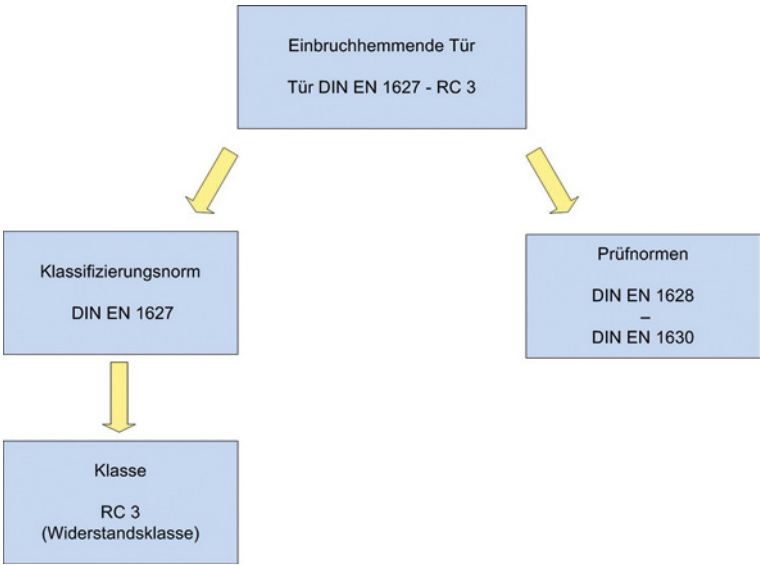 Einbruchhemmende Tür
Tür DIN EN 1627 - RC 3
Klassifizierungsnorm
DIN EN 1627
Prüfnormen
DIN EN 1628
–
DIN EN 1630
Klasse
RC 3
(Widerstandsklasse)